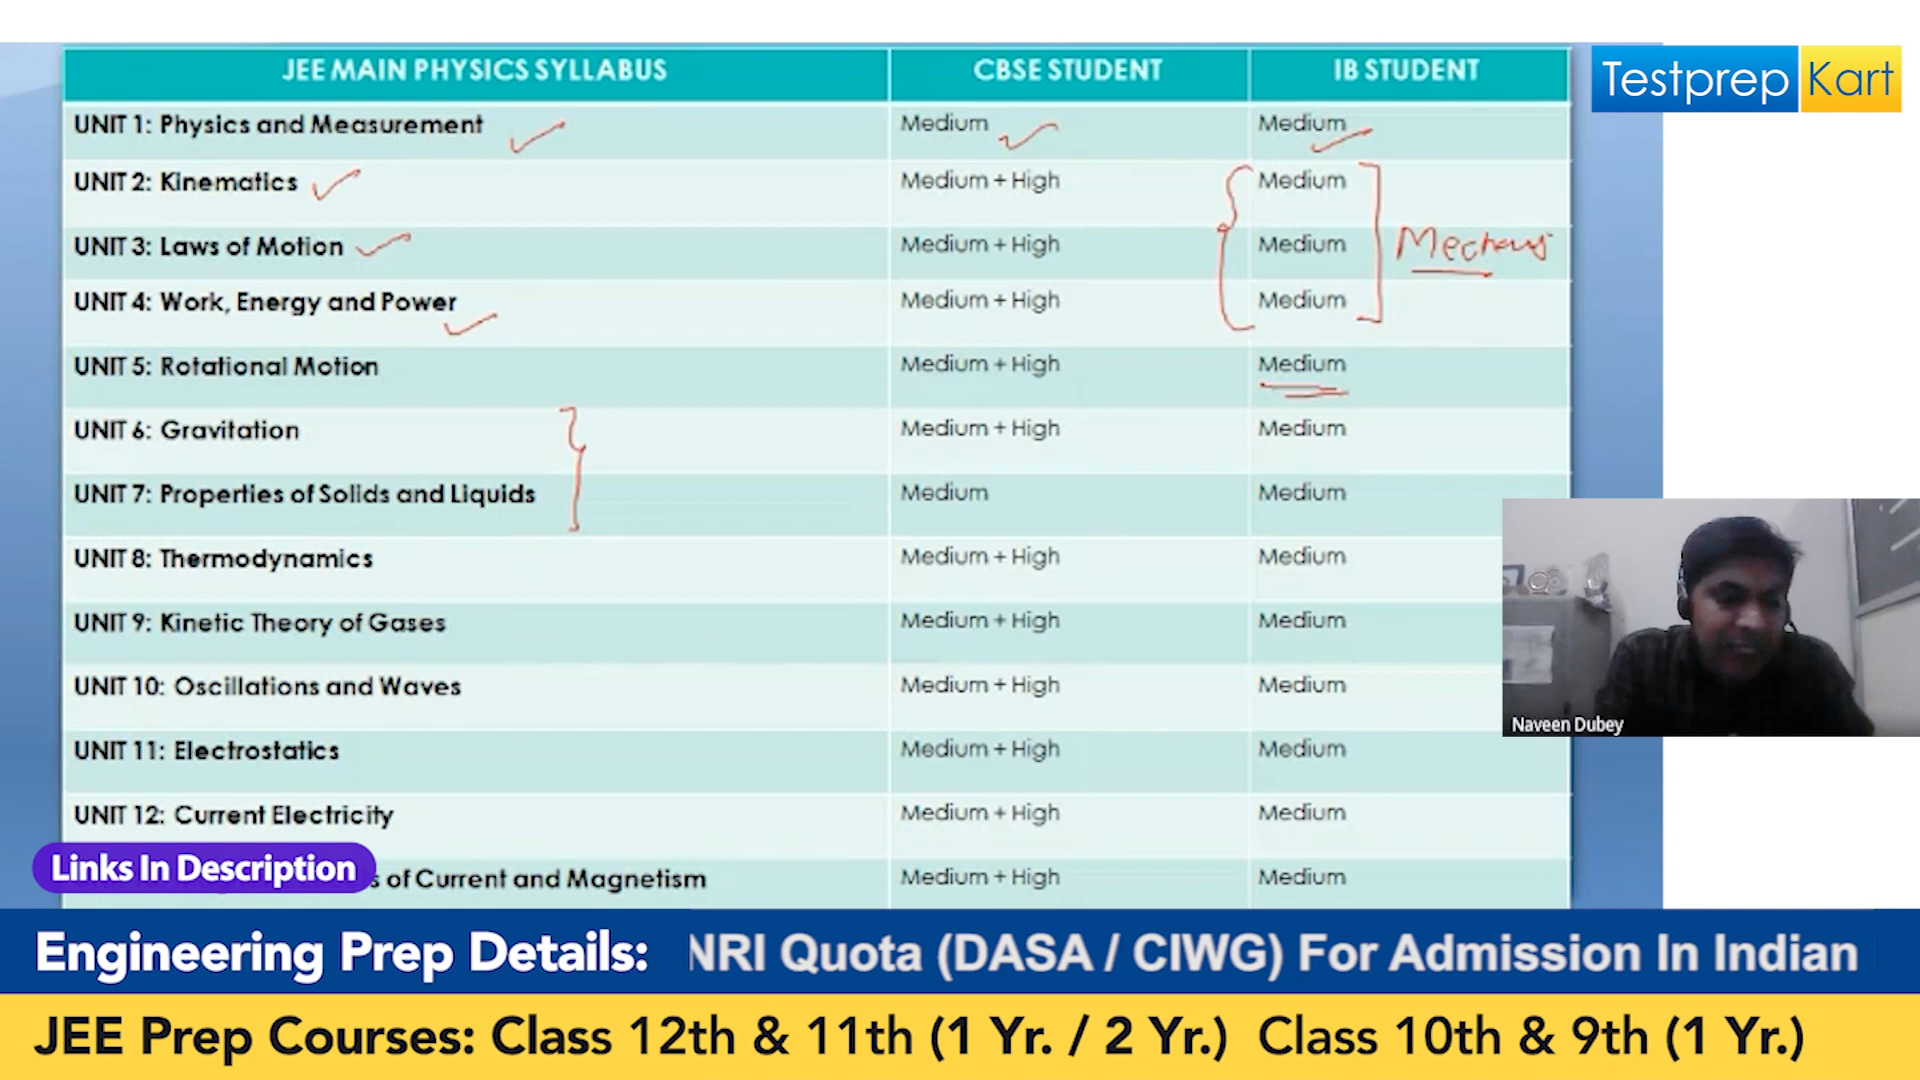 JEE MAIN PHYSICS SYLLABUS CBSE STUDENT IB STUDENT
Testprep Kart
UNIT 1: Physics and Measurement Medium Medium
UNIT 2: Kinematics Medium + High Medium
UNIT 3: Laws of Motion Medium + High Medium
UNIT 4: Work, Energy and Power Medium + High Medium
UNIT 5: Rotational Motion Medium + High Medium
UNIT 6: Gravitation Medium + High Medium
UNIT 7: Properties of Solids and Liquids Medium Medium
UNIT 8: Thermodynamics Medium + High Medium
UNIT 9: Kinetic Theory of Gases Medium + High Medium
UNIT 10: Oscillations and Waves Medium + High Medium
Naveen Dubey
UNIT 11: Electrostatics Medium + High Medium
UNIT 12: Current Electricity Medium + High Medium
Links In Description
s of Current and Magnetism Medium + High Medium
Engineering Prep Details: NRI Quota (DASA / CIWG) For Admission In Indian
JEE Prep Courses: Class 12th & 11th (1 Yr. / 2 Yr.) Class 10th & 9th (1 Yr.)